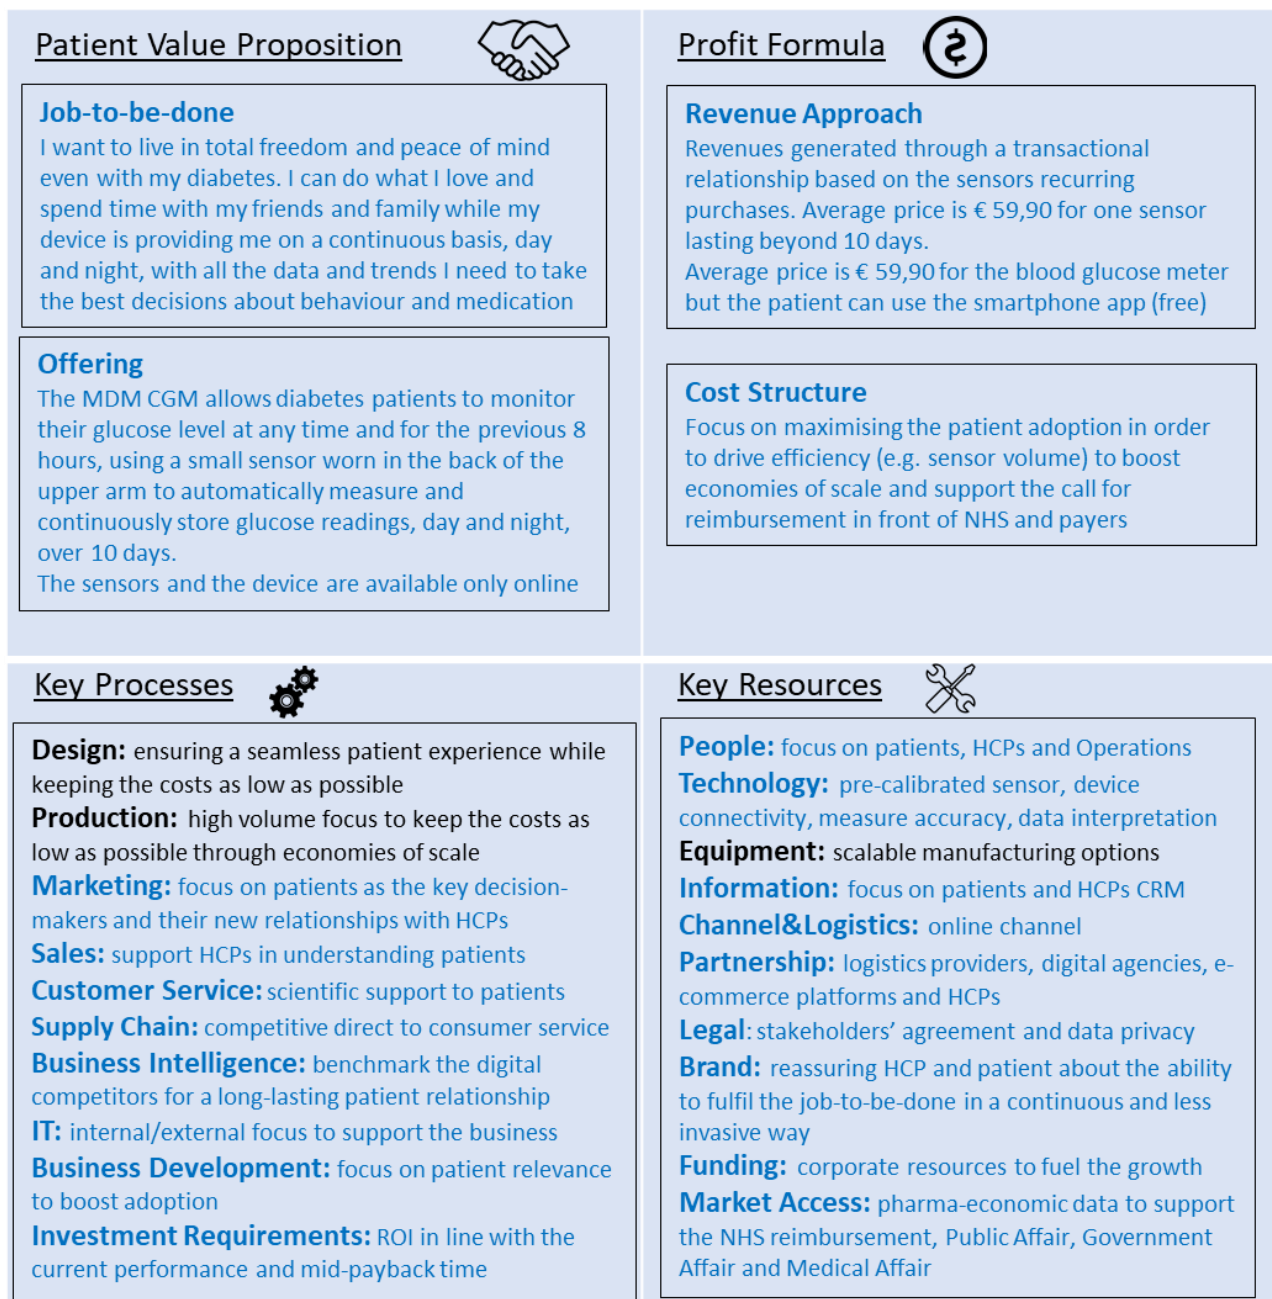 Patient Value Proposition
Job-to-be-done
I want to live in total freedom and peace of mind
even with my diabetes. I can do what I love and
spend time with my friends and family while my
device is providing me on a continuous basis, day
and night, with all the data and trends I need to take
the best decisions about behaviour and medication
Offering
The MDM CGM allows diabetes patients to monitor
their glucose level at any time and for the previous 8
hours, using a small sensor worn in the back of the
upper arm to automatically measure and
continuously store glucose readings, day and night,
over 10 days.
The sensors and the device are available only online
Profit Formula
Revenue Approach
Revenues generated through a transactional
relationship based on the sensors recurring
purchases. Average price is € 59,90 for one sensor
lasting beyond 10 days.
Average price is € 59,90 for the blood glucose meter
but the patient can use the smartphone app (free)
Cost Structure
Focus on maximising the patient adoption in order
to drive efficiency (e.g. sensor volume) to boost
economies of scale and support the call for
reimbursement in front of NHS and payers
Key Processes
Design: ensuring a seamless patient experience while
keeping the costs as low as possible
Production: high volume focus to keep the costs as
low as possible through economies of scale
Marketing: focus on patients as the key decision-
makers and their new relationships with HCPs
Sales: support HCPs in understanding patients
Customer Service: scientific support to patients
Supply Chain: competitive direct to consumer service
Business Intelligence: benchmark the digital
competitors for a long-lasting patient relationship
IT: internal/external focus to support the business
Business Development: focus on patient relevance
to boost adoption
Investment Requirements: ROI in line with the
current performance and mid-payback time
Key Resources
People: focus on patients, HCPs and Operations
Technology: pre-calibrated sensor, device
connectivity, measure accuracy, data interpretation
Equipment: scalable manufacturing options
Information: focus on patients and HCPs CRM
Channel&Logistics: online channel
Partnership: logistics providers, digital agencies, e-
commerce platforms and HCPs
Legal: stakeholders’ agreement and data privacy
Brand: reassuring HCP and patient about the ability
to fulfil the job-to-be-done in a continuous and less
invasive way
Funding: corporate resources to fuel the growth
Market Access: pharma-economic data to support
the NHS reimbursement, Public Affair, Government
Affair and Medical Affair